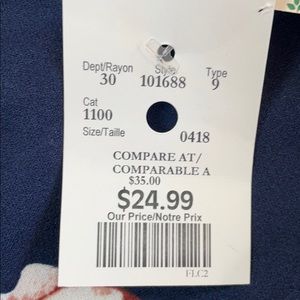 Dept/Rayon Style Type
30 101688 9
Cat
1100
Size/Taille 0418
COMPARE AT/
COMPARABLE A
$35.00
$24.99
Our Price/Notre Prix
FLC2